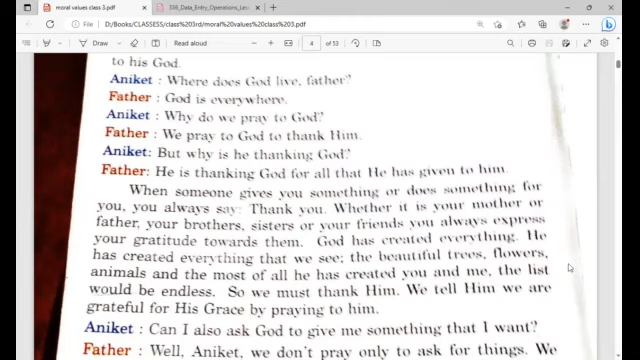 moral values class 3.pdf
336_Data_Entry_Operations_Les
File D:/Books/CLASSESS/class%203rd/moral%20values%20class%203.pdf
Draw
Read aloud
4 of 53
to his God.
Aniket : Where does God live, father?
Father : God is everywhere.
Aniket : Why do we pray to God?
Father : We pray to God to thank Him.
Aniket: But why is he thanking God?
Father: He is thanking God for all that He has given to him.
When someone gives you something or does something for
you, you always say: Thank you. Whether it is your mother or
father, your brothers, sisters or your friends you always express
your gratitude towards them. God has created everything. He
has created everything that we see; the beautiful trees, flowers,
animals and the most of all he has created you and me, the list
would be endless. So we must thank Him. We tell Him we are
grateful for His Grace by praying to him.
Aniket : Can I also ask God to give me something that I want?
Father : Well, Aniket, we don't pray only to ask for things. We